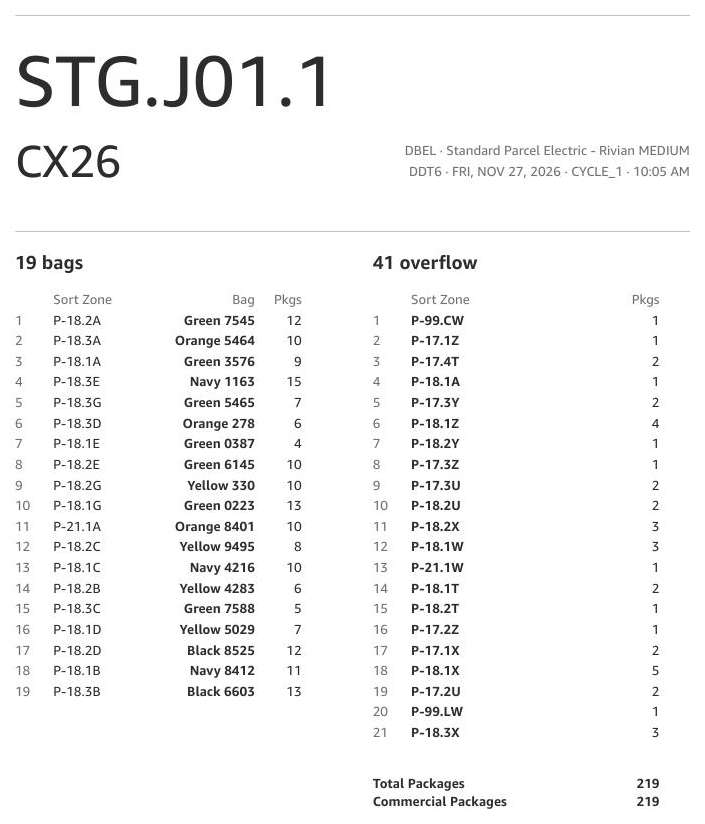 STG.J01.1
CX26
DBEL · Standard Parcel Electric - Rivian MEDIUM
DDT6 · FRI, NOV 27, 2026 · CYCLE_1 · 10:05 AM
19 bags
Sort Zone Bag Pkgs
1 P-18.2A Green 7545 12
2 P-18.3A Orange 5464 10
3 P-18.1A Green 3576 9
4 P-18.3E Navy 1163 15
5 P-18.3G Green 5465 7
6 P-18.3D Orange 278 6
7 P-18.1E Green 0387 4
8 P-18.2E Green 6145 10
9 P-18.2G Yellow 330 10
10 P-18.1G Green 0223 13
11 P-21.1A Orange 8401 10
12 P-18.2C Yellow 9495 8
13 P-18.1C Navy 4216 10
14 P-18.2B Yellow 4283 6
15 P-18.3C Green 7588 5
16 P-18.1D Yellow 5029 7
17 P-18.2D Black 8525 12
18 P-18.1B Navy 8412 11
19 P-18.3B Black 6603 13
41 overflow
Sort Zone Pkgs
1 P-99.CW 1
2 P-17.1Z 1
3 P-17.4T 2
4 P-18.1A 1
5 P-17.3Y 2
6 P-18.1Z 4
7 P-18.2Y 1
8 P-17.3Z 1
9 P-17.3U 2
10 P-18.2U 2
11 P-18.2X 3
12 P-18.1W 3
13 P-21.1W 1
14 P-18.1T 2
15 P-18.2T 1
16 P-17.2Z 1
17 P-17.1X 2
18 P-18.1X 5
19 P-17.2U 2
20 P-99.LW 1
21 P-18.3X 3
Total Packages 219
Commercial Packages 219